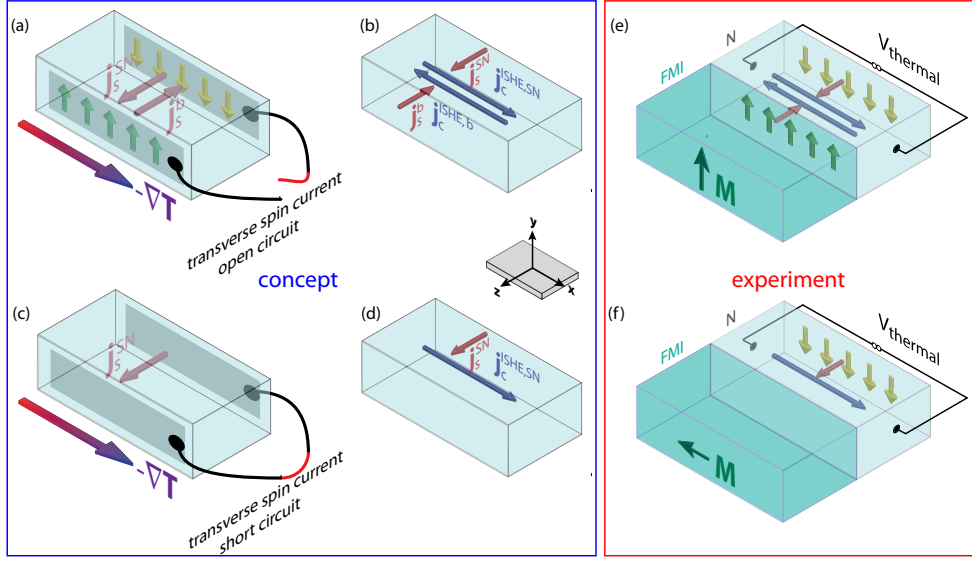 (a)
j_s^SN
j_s^b
-∇T
transverse spin current
open circuit
(b)
j_s^SN
j_c^ISHE,SN
j_s^b
j_c^ISHE,b
(c)
j_s^SN
-∇T
transverse spin current
short circuit
(d)
j_s^SN
j_c^ISHE,SN
concept
y
z
x
(e)
N
FMI
V_thermal
M
experiment
(f)
N
FMI
V_thermal
M